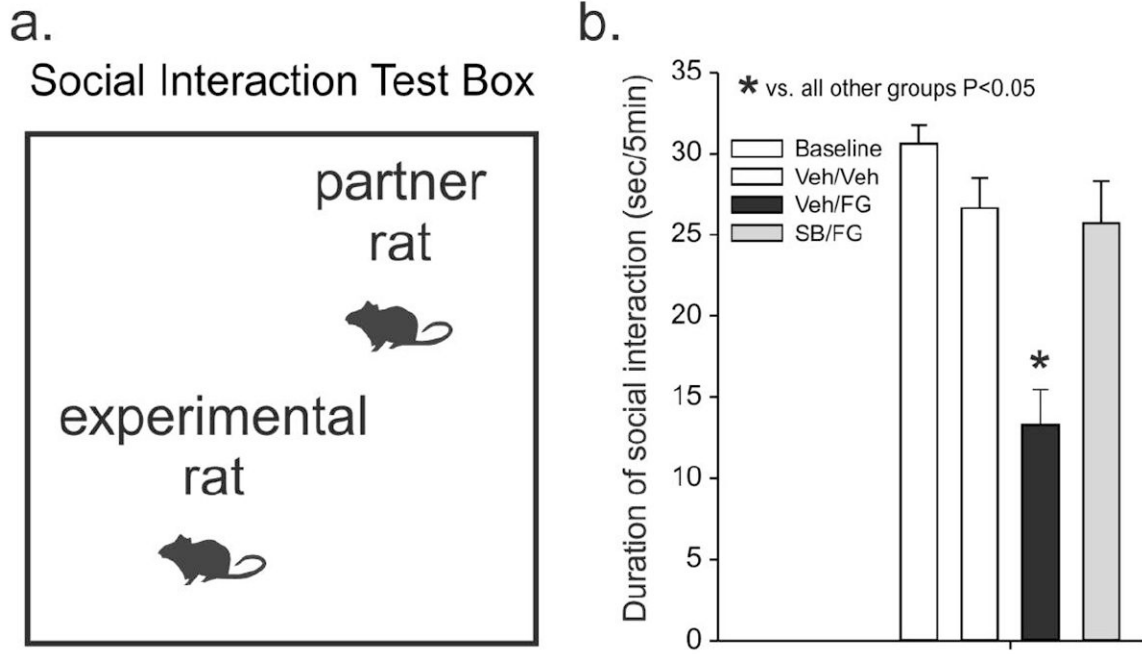 a.
Social Interaction Test Box
partner
rat
experimental
rat
b.
Duration of social interaction (sec/5min)
35
30
25
20
15
10
5
0
* vs. all other groups P<0.05
Baseline
Veh/Veh
Veh/FG
SB/FG
*